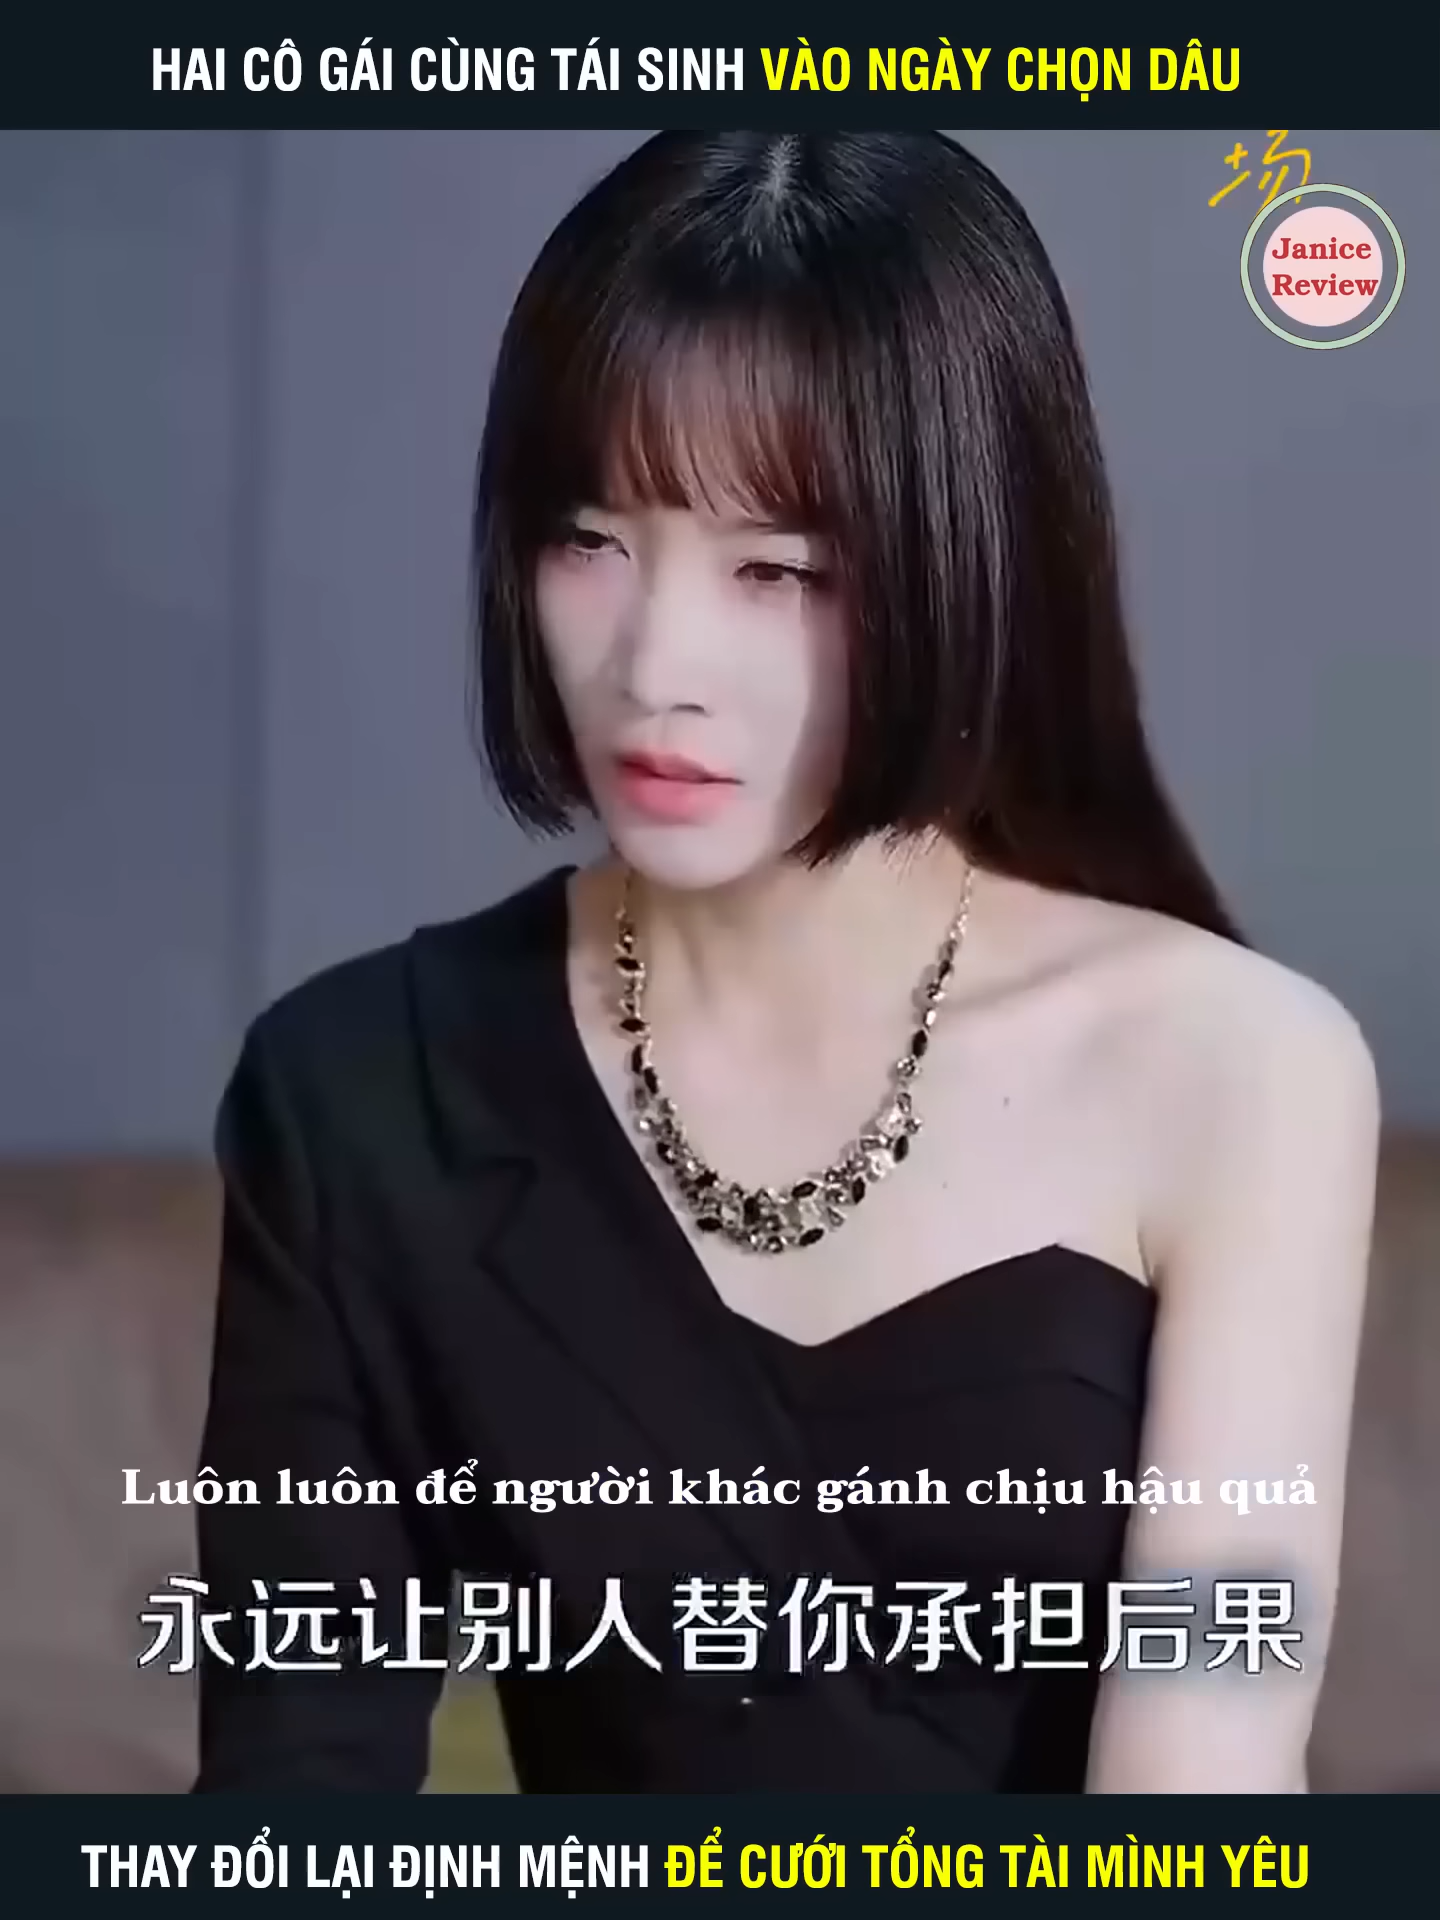 HAI CÔ GÁI CÙNG TÁI SINH VÀO NGÀY CHỌN DÂU
场
Janice
Review
Luôn luôn để người khác gánh chịu hậu quả
永远让别人替你承担后果
THAY ĐỔI LẠI ĐỊNH MỆNH ĐỂ CƯỚI TỔNG TÀI MÌNH YÊU